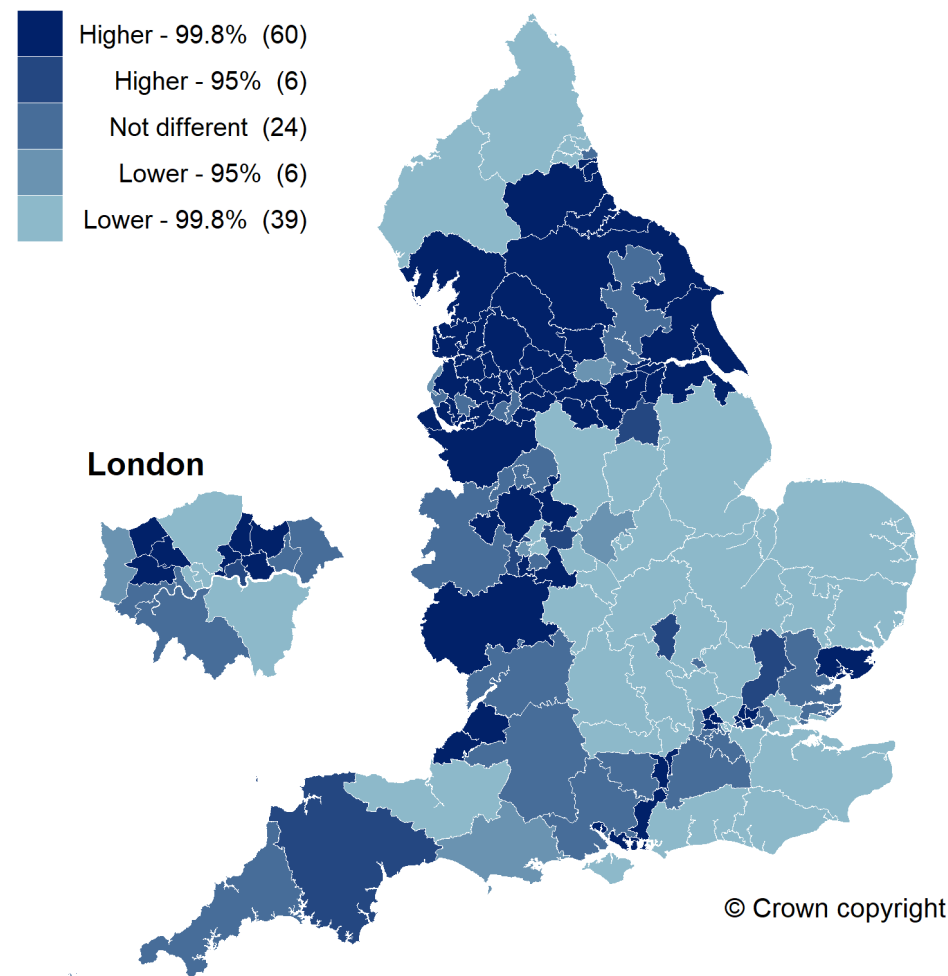 Higher - 99.8% (60)
Higher - 95% (6)
Not different (24)
Lower - 95% (6)
Lower - 99.8% (39)
London
© Crown copyright